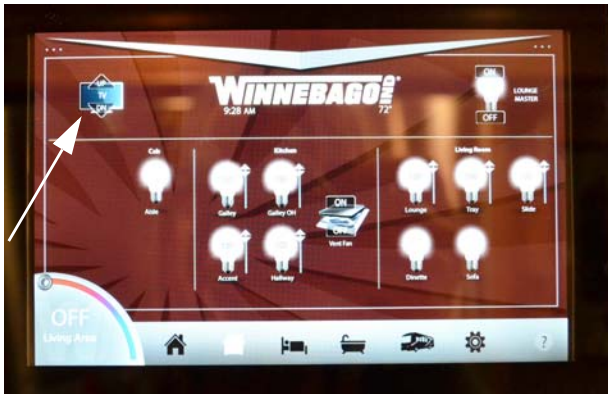 UP
TV
DN
WINNEBAGO IND
9:28 AM
72°
ON
OFF
LOUNGE
MASTER
Cab
Aisle
Kitchen
Galley
Galley OH
Accent
Hallway
ON
OFF
Vent Fan
Living Room
Lounge
Tray
Slide
Dinette
Sofa
OFF
Living Area
?